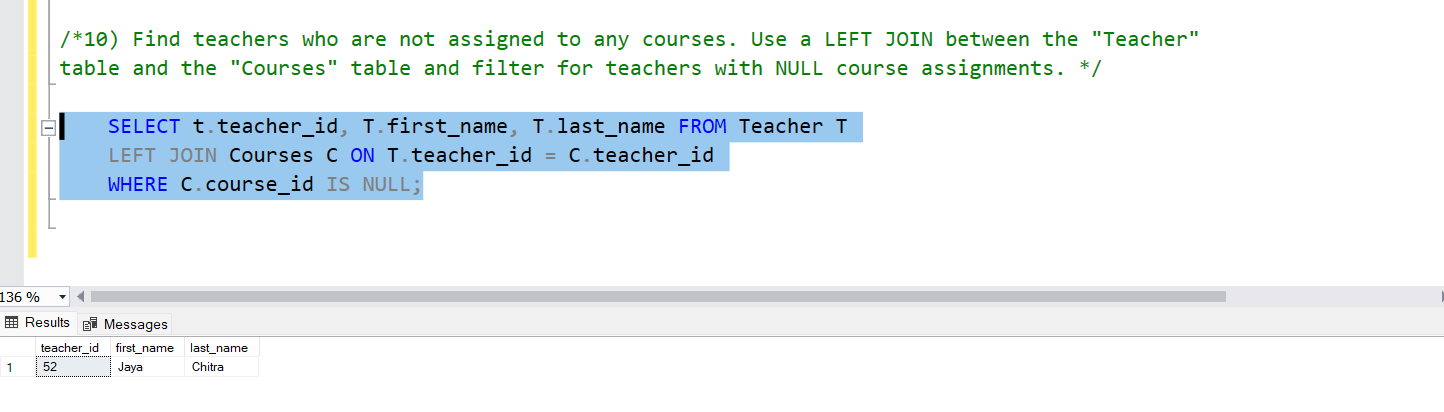 /*10) Find teachers who are not assigned to any courses. Use a LEFT JOIN between the "Teacher"
table and the "Courses" table and filter for teachers with NULL course assignments. */
SELECT t.teacher_id, T.first_name, T.last_name FROM Teacher T
LEFT JOIN Courses C ON T.teacher_id = C.teacher_id
WHERE C.course_id IS NULL;
136 %
Results Messages
teacher_id first_name last_name
1 52 Jaya Chitra